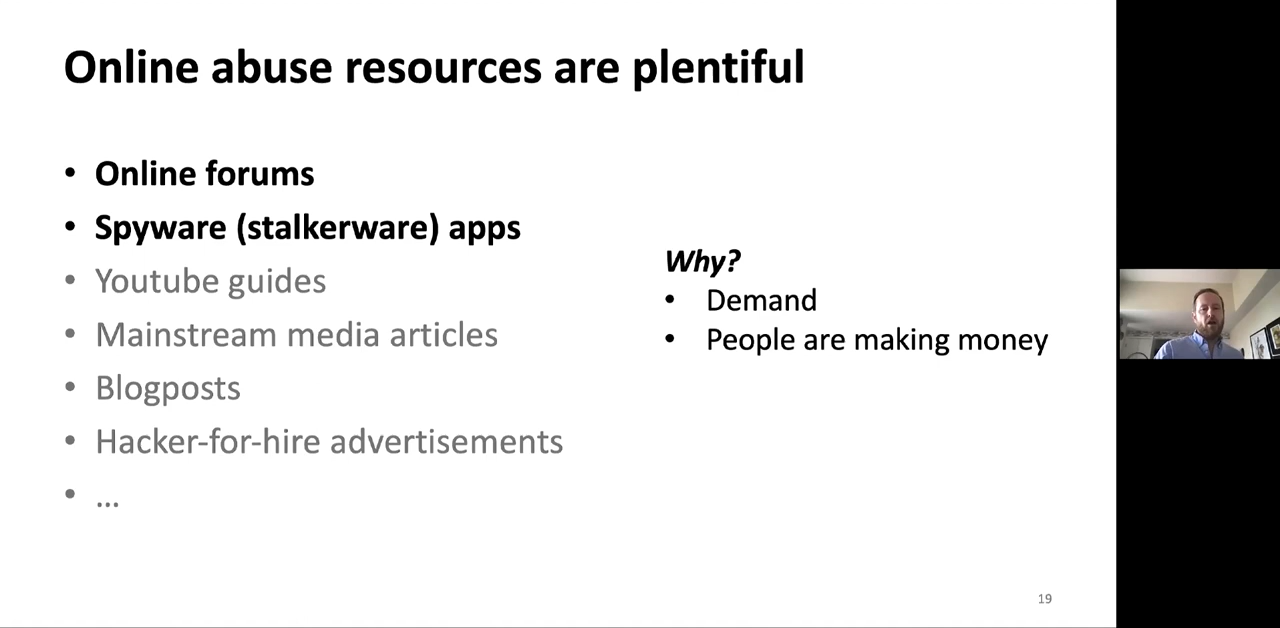 Online abuse resources are plentiful
• Online forums
• Spyware (stalkerware) apps
• Youtube guides
• Mainstream media articles
• Blogposts
• Hacker-for-hire advertisements
• ...
Why?
• Demand
• People are making money
19